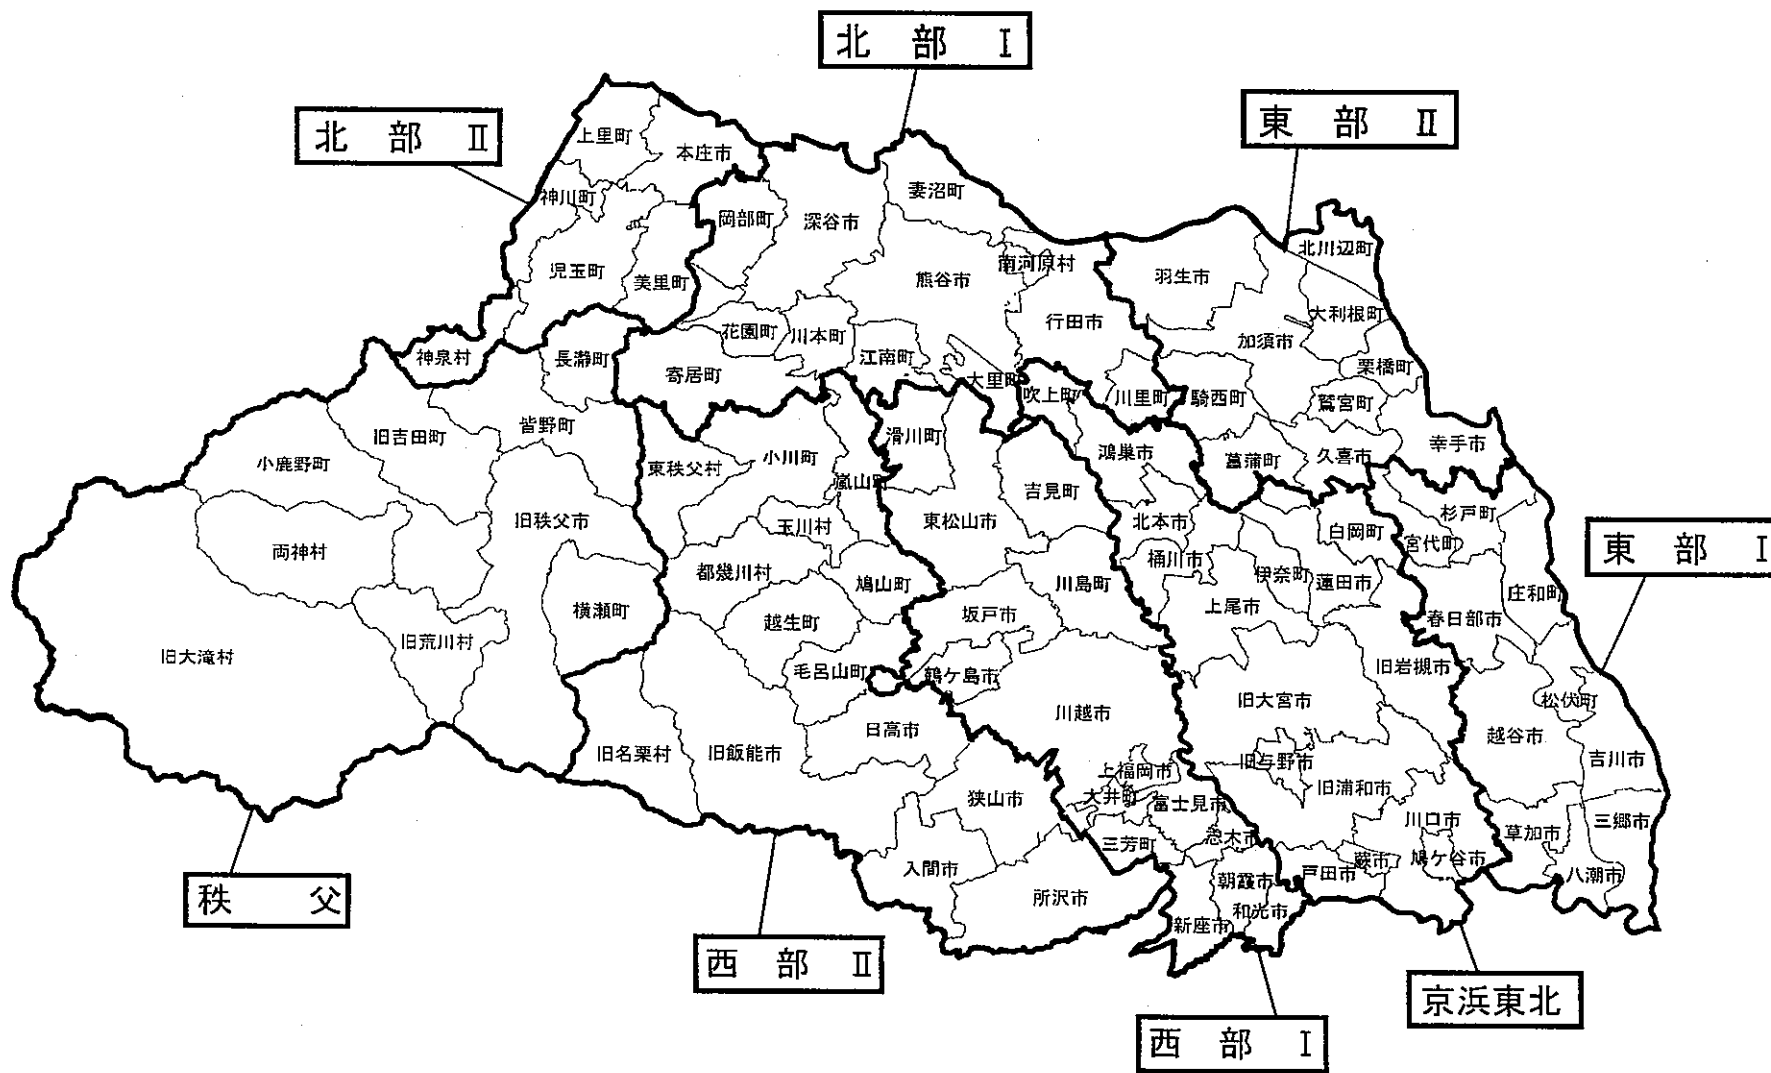 北部Ⅰ
北部Ⅱ
東部Ⅱ
上里町
本庄市
神川町
岡部町
深谷市
妻沼町
児玉町
美里町
熊谷市
南河原村
羽生市
北川辺町
大利根町
行田市
加須市
栗橋町
神泉村
長瀞町
花園町
川本町
江南町
寄居町
大里町
吹上町
川里町
騎西町
鷲宮町
小鹿野町
旧吉田町
皆野町
東秩父村
小川町
嵐山町
滑川町
鴻巣市
菖蒲町
久喜市
幸手市
吉見町
旧秩父市
両神村
玉川村
東松山市
北本市
白岡町
杉戸町
宮代町
東部Ⅰ
都幾川村
鳩山町
川島町
桶川市
伊奈町
蓮田市
庄和町
横瀬町
越生町
坂戸市
上尾市
春日部市
旧大滝村
旧荒川村
毛呂山町
鶴ケ島市
旧岩槻市
旧大宮市
松伏町
川越市
越谷市
日高市
旧名栗村
旧飯能市
旧与野市
吉川市
上福岡市
大井町
富士見市
旧浦和市
狭山市
三芳町
志木市
川口市
草加市
三郷市
入間市
朝霞市
戸田市
蕨市
鳩ケ谷市
八潮市
所沢市
新座市
和光市
秩父
西部Ⅱ
京浜東北
西部Ⅰ